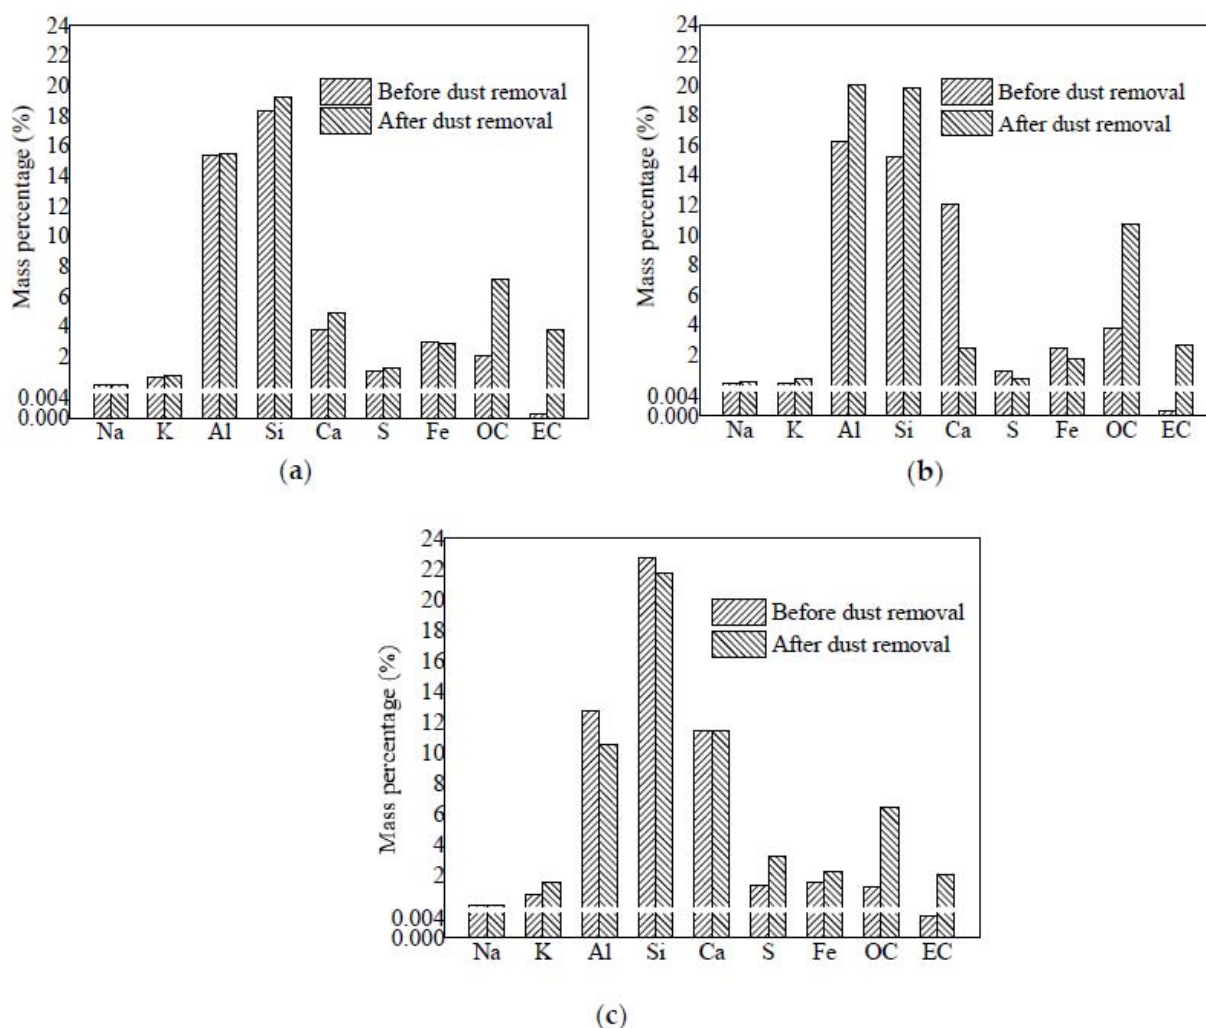 24
22
20
18
16
14
12
10
8
6
4
2
0.004
0.000
Mass percentage (%)
Before dust removal
After dust removal
Na K Al Si Ca S Fe OC EC
(a)
24
22
20
18
16
14
12
10
8
6
4
2
0.004
0.000
Mass percentage (%)
Before dust removal
After dust removal
Na K Al Si Ca S Fe OC EC
(b)
24
22
20
18
16
14
12
10
8
6
4
2
0.004
0.000
Mass percentage (%)
Before dust removal
After dust removal
Na K Al Si Ca S Fe OC EC
(c)